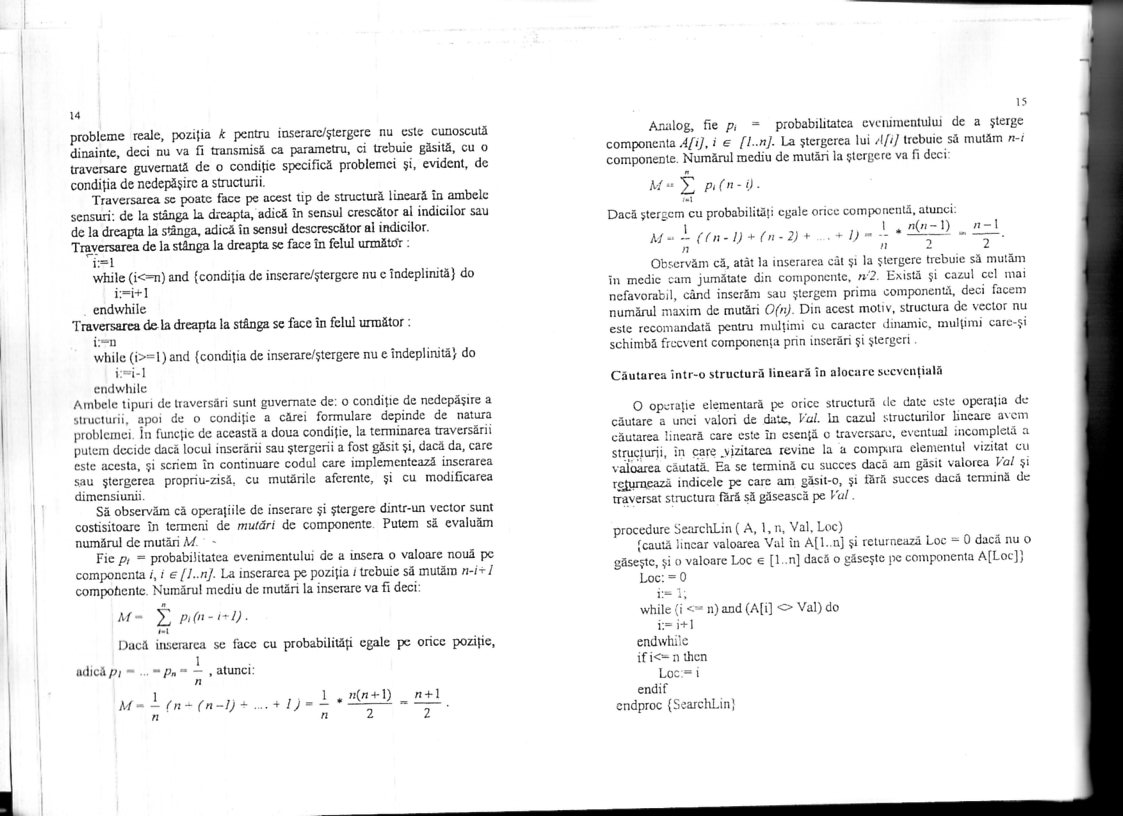 14
probleme reale, poziţia k pentru inserare/ştergere nu este cunoscută
dinainte, deci nu va fi transmisă ca parametru, ci trebuie găsită, cu o
traversare guvernată de o condiţie specifică problemei şi, evident, de
condiţia de nedepăşire a structurii.
Traversarea se poate face pe acest tip de structură lineară în ambele
sensuri: de la stânga la dreapta, adică în sensul crescător al indicilor sau
de la dreapta la stânga, adică în sensul descrescător al indicilor.
Traversarea de la stânga la dreapta se face în felul următor :
i:=1
while (i<=n) and {condiţia de inserare/ştergere nu e îndeplinită} do
i:=i+1
endwhile
Traversarea de la dreapta la stânga se face în felul următor :
i:=n
while (i>=1) and {condiţia de inserare/ştergere nu e îndeplinită} do
i:=i-1
endwhile
Ambele tipuri de traversări sunt guvernate de: o condiţie de nedepăşire a
structurii, apoi de o condiţie a cărei formulare depinde de natura
problemei. În funcţie de această a doua condiţie, la terminarea traversării
putem decide dacă locul inserării sau ştergerii a fost găsit şi, dacă da, care
este acesta, şi scriem în continuare codul care implementează inserarea
sau ştergerea propriu-zisă, cu mutările aferente, şi cu modificarea
dimensiunii.
Să observăm că operaţiile de inserare şi ştergere dintr-un vector sunt
costisitoare în termeni de mutări de componente. Putem să evaluăm
numărul de mutări M.
Fie pi = probabilitatea evenimentului de a insera o valoare nouă pe
componenta i, i ∈ [1..n]. La inserarea pe poziţia i trebuie să mutăm n-i+1
componente. Numărul mediu de mutări la inserare va fi deci:
M = n ∑ i=1 pi (n - i+1) .
Dacă inserarea se face cu probabilităţi egale pe orice poziţie,
adică p1 = ... = pn = 1/n , atunci:
M = 1/n (n + (n-1) + .... + 1) = 1/n * n(n+1)/2 = n+1/2 .
15
Analog, fie pi = probabilitatea evenimentului de a şterge
componenta A[i], i ∈ [1..n]. La ştergerea lui A[i] trebuie să mutăm n-i
componente. Numărul mediu de mutări la ştergere va fi deci:
M = n ∑ i=1 pi (n - i) .
Dacă ştergem cu probabilităţi egale orice componentă, atunci:
M = 1/n ((n - 1) + (n - 2) + .... + 1) = 1/n * n(n-1)/2 = n-1/2 .
Observăm că, atât la inserarea cât şi la ştergere trebuie să mutăm
în medie cam jumătate din componente, n/2. Există şi cazul cel mai
nefavorabil, când inserăm sau ştergem prima componentă, deci facem
numărul maxim de mutări O(n). Din acest motiv, structura de vector nu
este recomandată pentru mulţimi cu caracter dinamic, mulţimi care-şi
schimbă frecvent componenţa prin inserări şi ştergeri .
Căutarea într-o structură lineară în alocare secvenţială
O operaţie elementară pe orice structură de date este operaţia de
căutare a unei valori de date, Val. In cazul structurilor lineare avem
căutarea lineară care este în esenţă o traversare, eventual incompletă a
structurii, in care vizitarea revine la a compara elementul vizitat cu
valoarea căutată. Ea se termină cu succes dacă am găsit valorea Val şi
returnează indicele pe care am găsit-o, şi fără succes dacă termină de
traversat structura fără să găsească pe Val .
procedure SearchLin ( A, 1, n, Val, Loc)
{caută linear valoarea Val în A[1..n] şi returnează Loc = 0 dacă nu o
găseşte, şi o valoare Loc ∈ [1..n] dacă o găseşte pe componenta A[Loc]}
Loc: = 0
i:= 1;
while (i <= n) and (A[i] <> Val) do
i:= i+1
endwhile
if i<= n then
Loc:= i
endif
endproc {SearchLin}